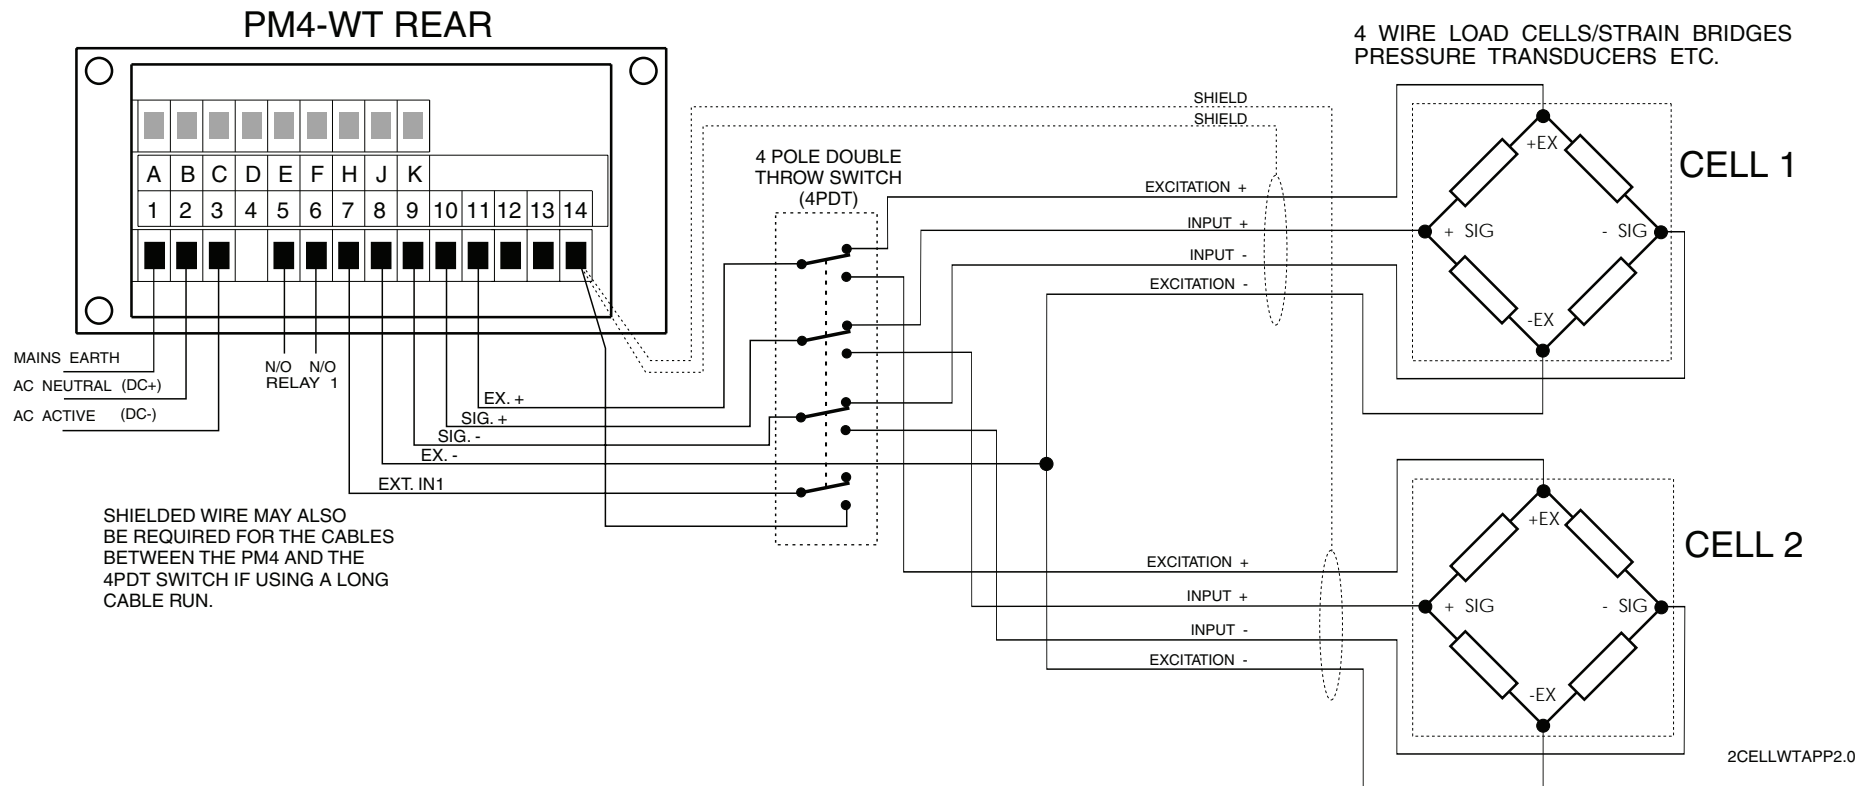 PM4-WT REAR
4 WIRE LOAD CELLS/STRAIN BRIDGES
PRESSURE TRANSDUCERS ETC.
A B C D E F H J K
1 2 3 4 5 6 7 8 9 10 11 12 13 14
MAINS EARTH
AC NEUTRAL (DC+)
AC ACTIVE (DC-)
N/O N/O
RELAY 1
EX. +
SIG. +
SIG. -
EX. -
EXT. IN1
SHIELDED WIRE MAY ALSO
BE REQUIRED FOR THE CABLES
BETWEEN THE PM4 AND THE
4PDT SWITCH IF USING A LONG
CABLE RUN.
4 POLE DOUBLE
THROW SWITCH
(4PDT)
SHIELD
SHIELD
EXCITATION +
INPUT +
INPUT -
EXCITATION -
+EX
+ SIG
- SIG
-EX
CELL 1
EXCITATION +
INPUT +
INPUT -
EXCITATION -
+EX
+ SIG
- SIG
-EX
CELL 2
2CELLWTAPP2.0